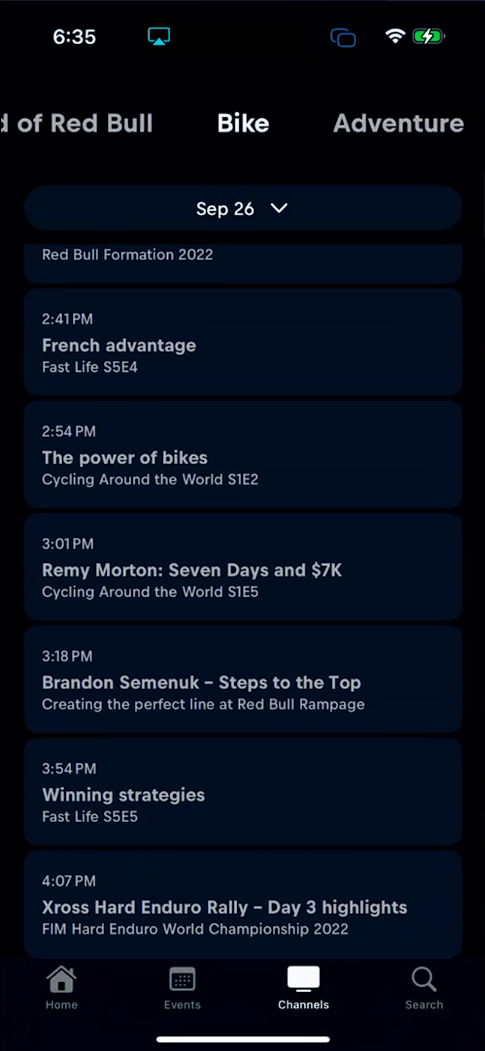 6:35
d of Red Bull
Bike
Adventure
Sep 26
Red Bull Formation 2022
2:41 PM
French advantage
Fast Life S5E4
2:54 PM
The power of bikes
Cycling Around the World S1E2
3:01 PM
Remy Morton: Seven Days and $7K
Cycling Around the World S1E5
3:18 PM
Brandon Semenuk – Steps to the Top
Creating the perfect line at Red Bull Rampage
3:54 PM
Winning strategies
Fast Life S5E5
4:07 PM
Xross Hard Enduro Rally – Day 3 highlights
FIM Hard Enduro World Championship 2022
Home
Events
Channels
Search